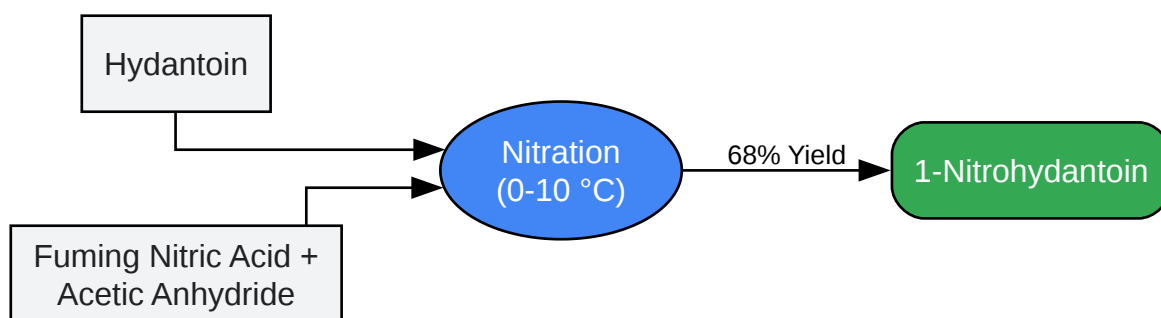 Hydantoin
Fuming Nitric Acid +
Acetic Anhydride
Nitration
(0-10 °C)
68% Yield
1-Nitrohydantoin